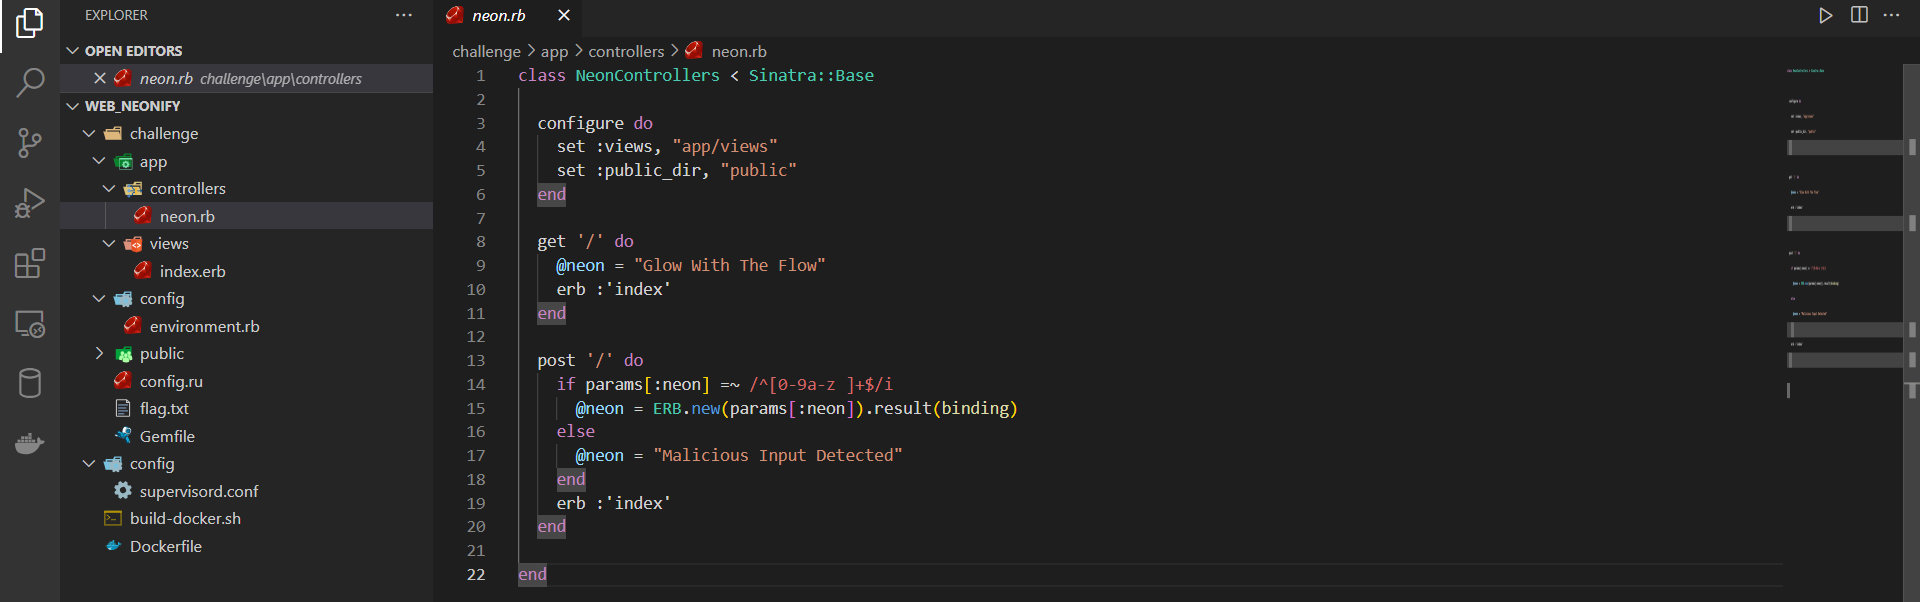 EXPLORER
OPEN EDITORS
neon.rb challenge\app\controllers
WEB_NEONIFY
challenge
app
controllers
neon.rb
views
index.erb
config
environment.rb
public
config.ru
flag.txt
Gemfile
config
supervisord.conf
build-docker.sh
Dockerfile
neon.rb
challenge > app > controllers > neon.rb
1 class NeonControllers < Sinatra::Base
2
3 configure do
4 set :views, "app/views"
5 set :public_dir, "public"
6 end
7
8 get '/' do
9 @neon = "Glow With The Flow"
10 erb :'index'
11 end
12
13 post '/' do
14 if params[:neon] =~ /^[0-9a-z ]+$/i
15 @neon = ERB.new(params[:neon]).result(binding)
16 else
17 @neon = "Malicious Input Detected"
18 end
19 erb :'index'
20 end
21
22 end